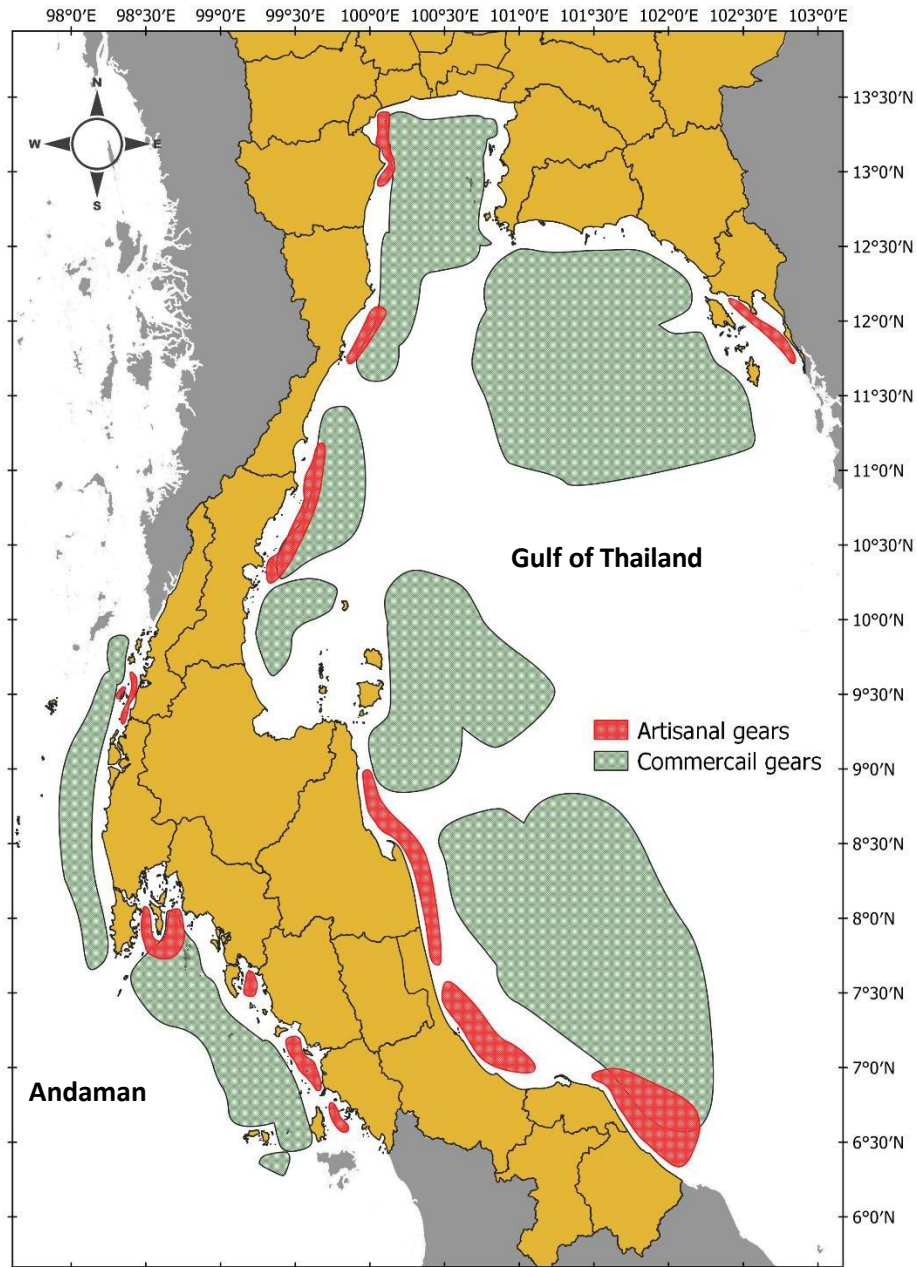 98°0'E 98°30'E 99°0'E 99°30'E 100°0'E 100°30'E 101°0'E 101°30'E 102°0'E 102°30'E 103°0'E
13°30'N
N
W E
13°0'N
S
12°30'N
12°0'N
11°30'N
11°0'N
10°30'N
Gulf of Thailand
10°0'N
9°30'N
Artisanal gears
Commercail gears
9°0'N
8°30'N
8°0'N
7°30'N
7°0'N
Andaman
6°30'N
6°0'N